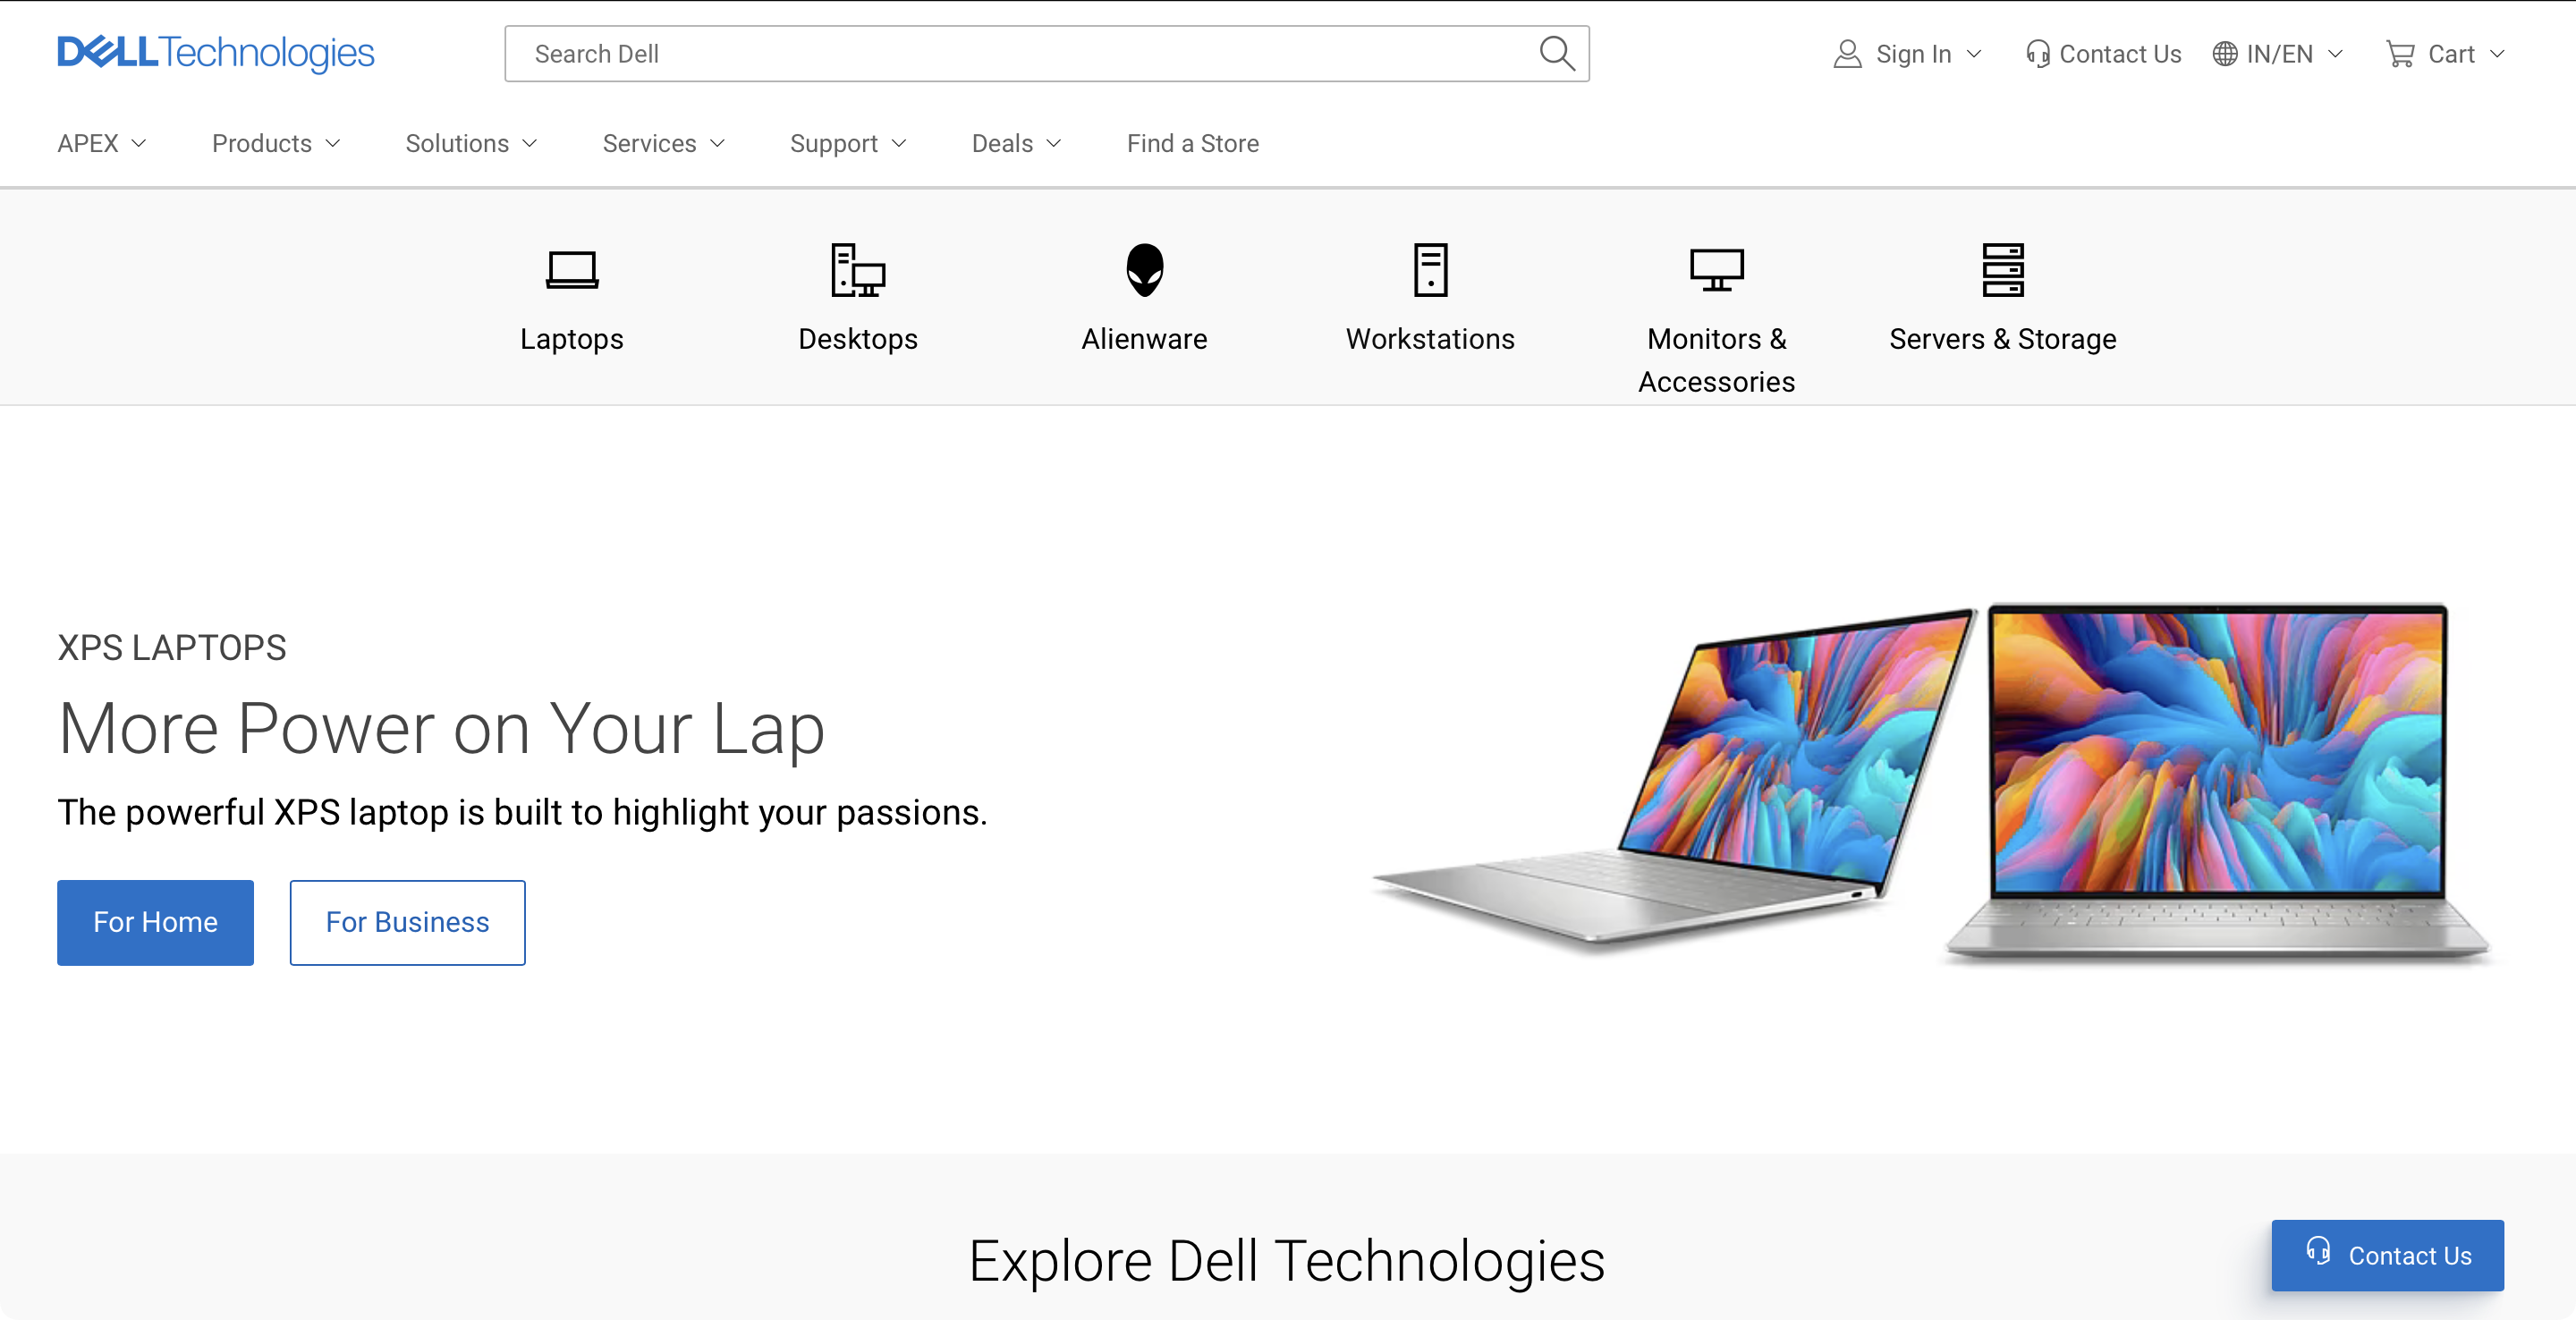 DELL Technologies
Search Dell
Sign In
Contact Us
IN/EN
Cart
APEX
Products
Solutions
Services
Support
Deals
Find a Store
Laptops
Desktops
Alienware
Workstations
Monitors &
Accessories
Servers & Storage
XPS LAPTOPS
More Power on Your Lap
The powerful XPS laptop is built to highlight your passions.
For Home
For Business
Explore Dell Technologies
Contact Us